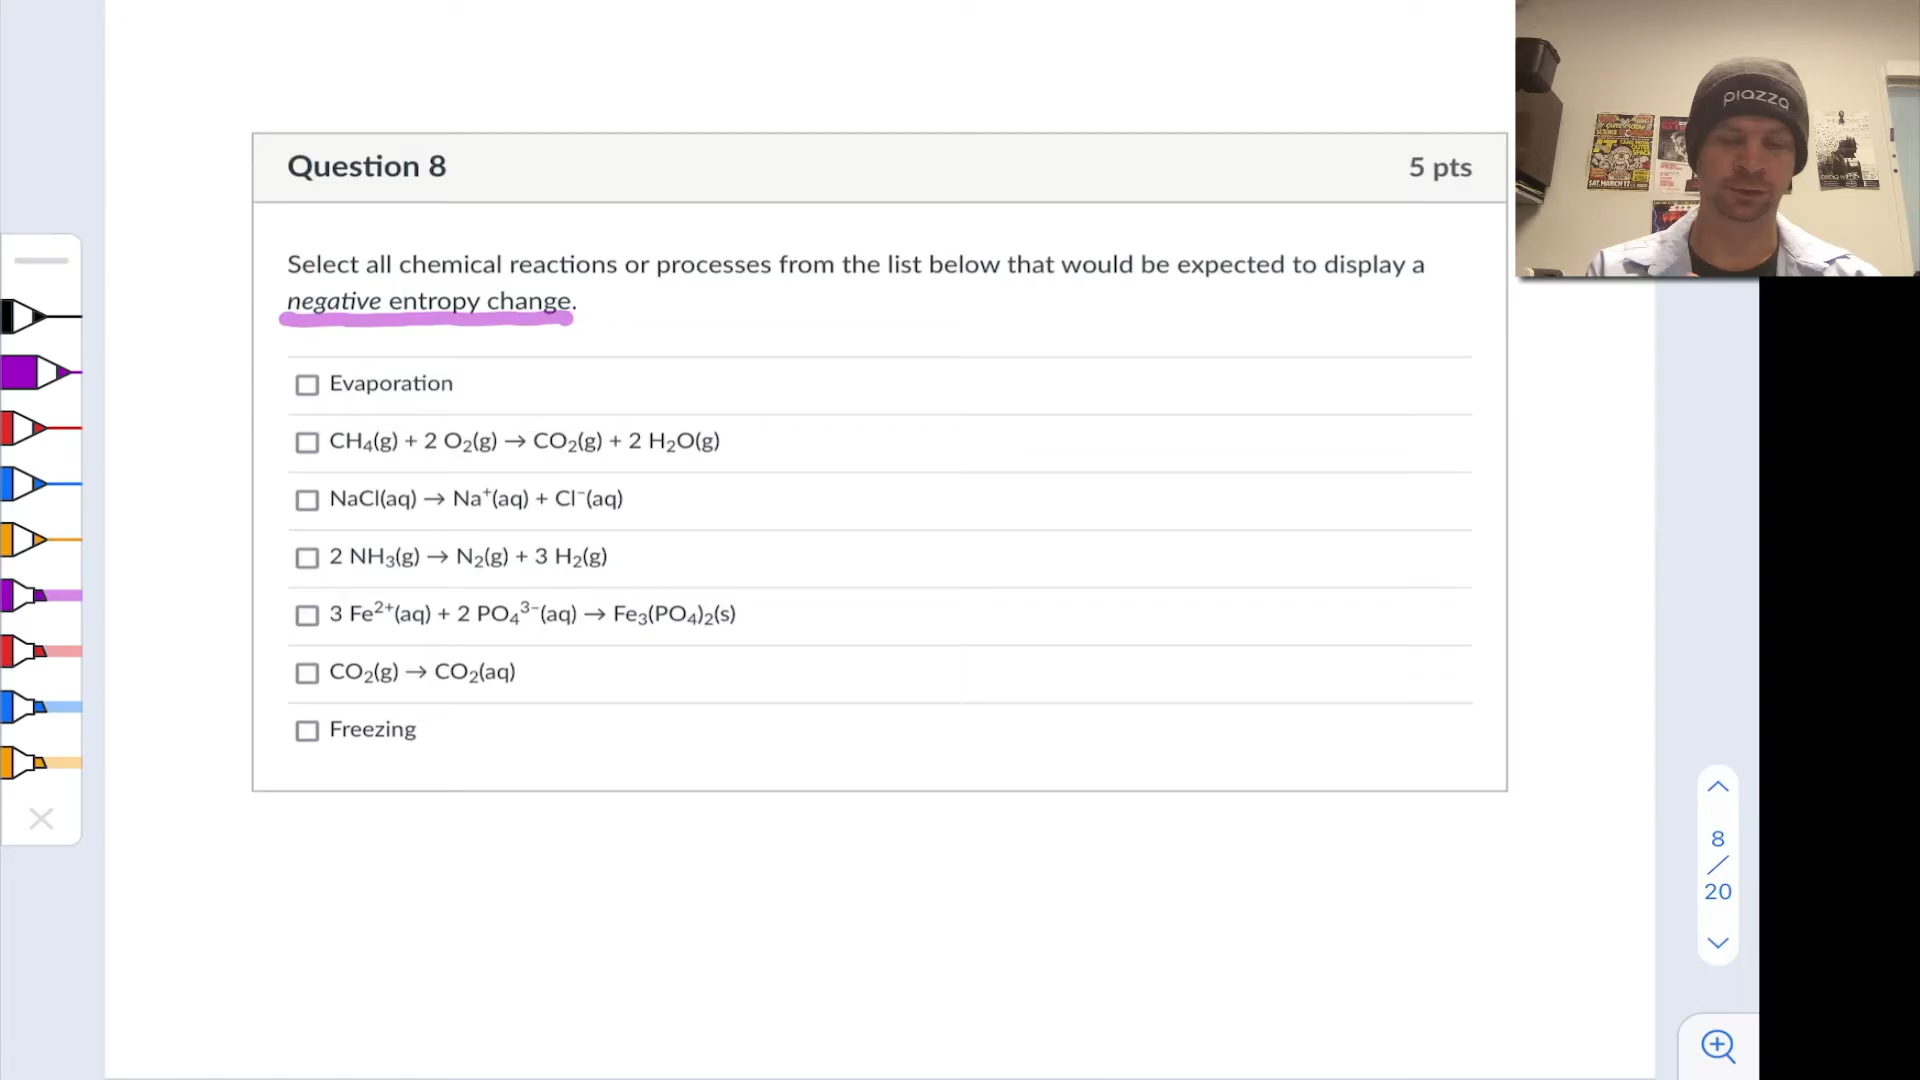 Question 8
5 pts
Select all chemical reactions or processes from the list below that would be expected to display a
negative entropy change.
Evaporation
CH₄(g) + 2 O₂(g) → CO₂(g) + 2 H₂O(g)
NaCl(aq) → Na⁺(aq) + Cl⁻(aq)
2 NH₃(g) → N₂(g) + 3 H₂(g)
3 Fe²⁺(aq) + 2 PO₄³⁻(aq) → Fe₃(PO₄)₂(s)
CO₂(g) → CO₂(aq)
Freezing
piazza
SAT. MARCH 17
8
/
20